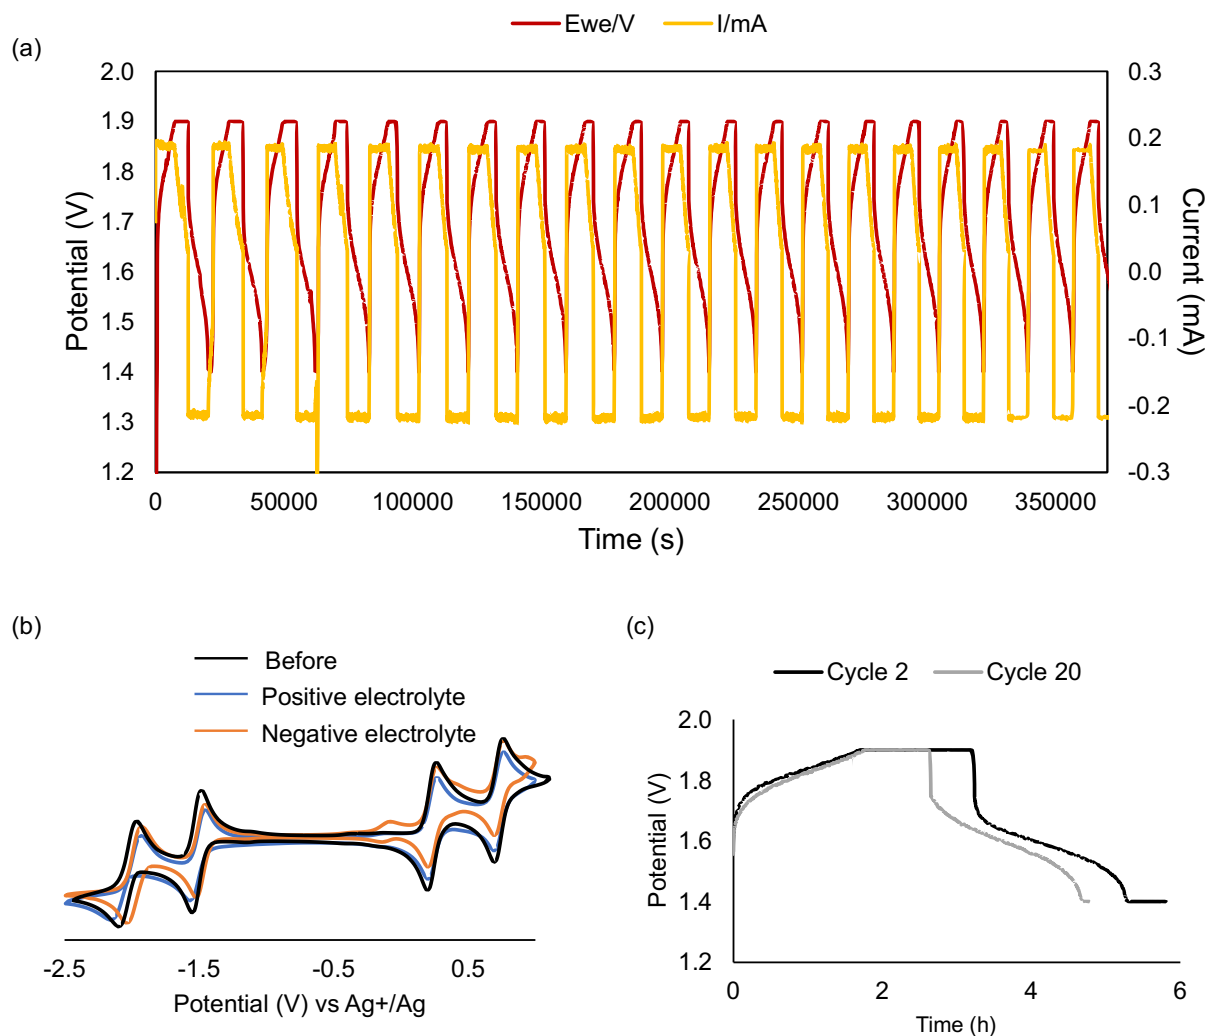 Ewe/V I/mA
(a)
2.0 0.3
1.9 0.2
1.8
1.7 0.1
1.6 0.0
1.5
-0.1
1.4
1.3 -0.2
1.2 -0.3
Potential (V)
Current (mA)
0 50000 100000 150000 200000 250000 300000 350000
Time (s)
(b)
Before
Positive electrolyte
Negative electrolyte
-2.5 -1.5 -0.5 0.5
Potential (V) vs Ag+/Ag
(c)
Cycle 2 Cycle 20
2.0
1.8
1.6
1.4
1.2
Potential (V)
0 2 4 6
Time (h)